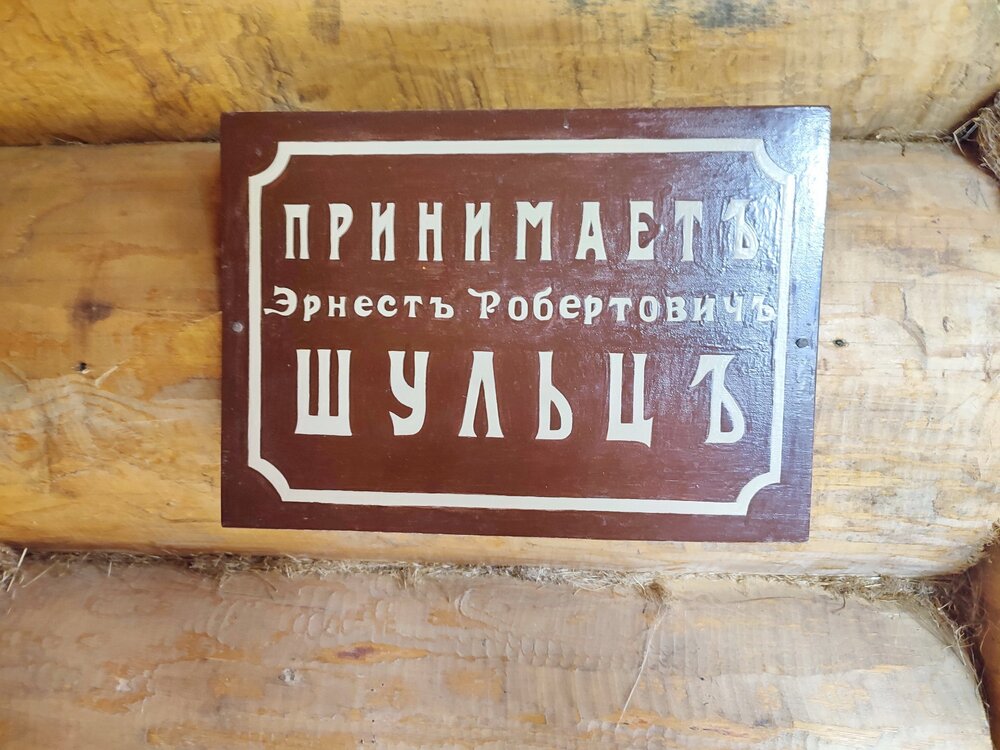 ПРИНИМАЕТЪ
Эрнестъ Робертовичъ
ШУЛЬЦЪ